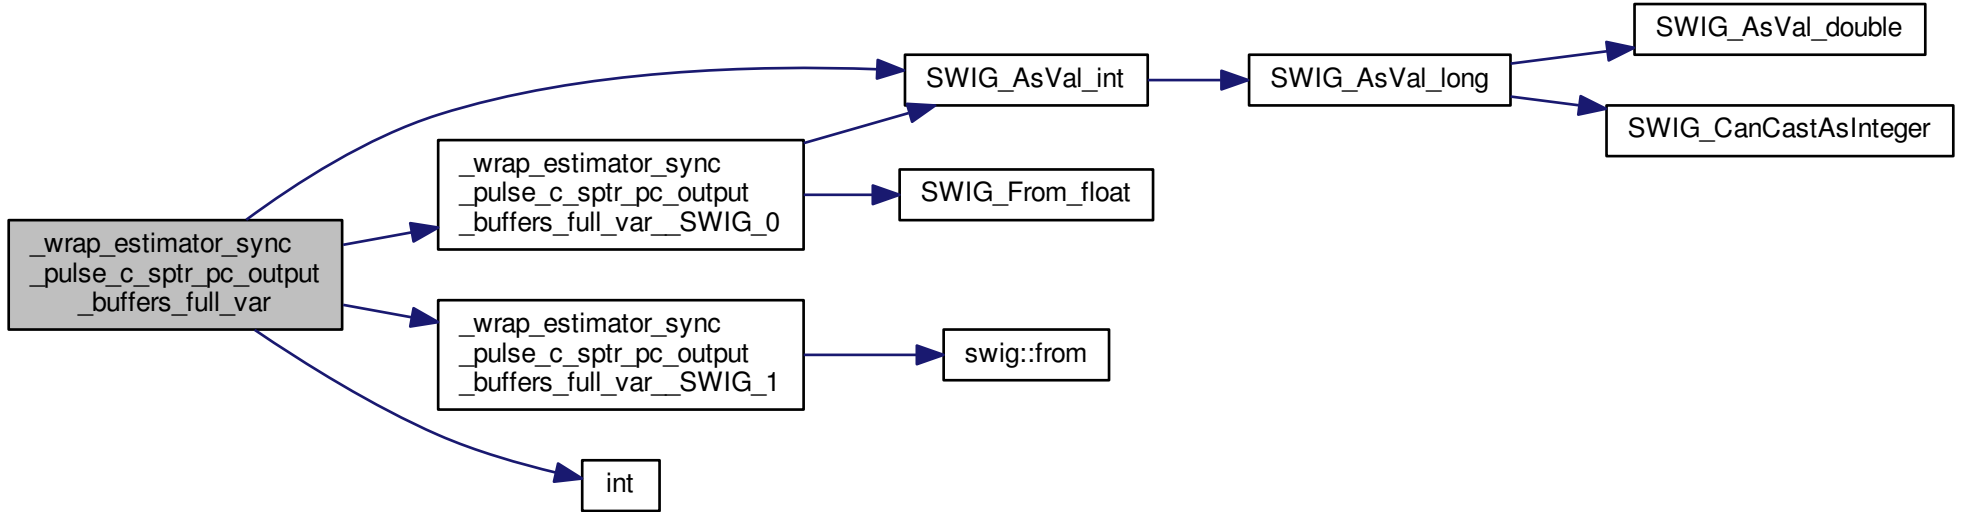 _wrap_estimator_sync
_pulse_c_sptr_pc_output
_buffers_full_var
_wrap_estimator_sync
_pulse_c_sptr_pc_output
_buffers_full_var__SWIG_0
_wrap_estimator_sync
_pulse_c_sptr_pc_output
_buffers_full_var__SWIG_1
int
SWIG_AsVal_int
SWIG_From_float
swig::from
SWIG_AsVal_long
SWIG_AsVal_double
SWIG_CanCastAsInteger